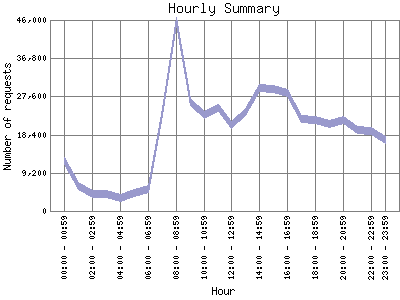 Hourly Summary
Number of requests
46,000
36,800
27,600
18,400
9,200
0
00:00 - 00:59
02:00 - 02:59
04:00 - 04:59
06:00 - 06:59
08:00 - 08:59
10:00 - 10:59
12:00 - 12:59
14:00 - 14:59
16:00 - 16:59
18:00 - 18:59
20:00 - 20:59
22:00 - 22:59
23:00 - 23:59
Hour